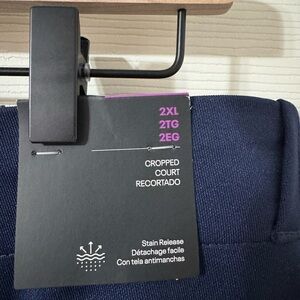 2XL
2TG
2EG
CROPPED
COURT
RECORTADO
Stain Release
Détachage facile
Con tela antimanchas